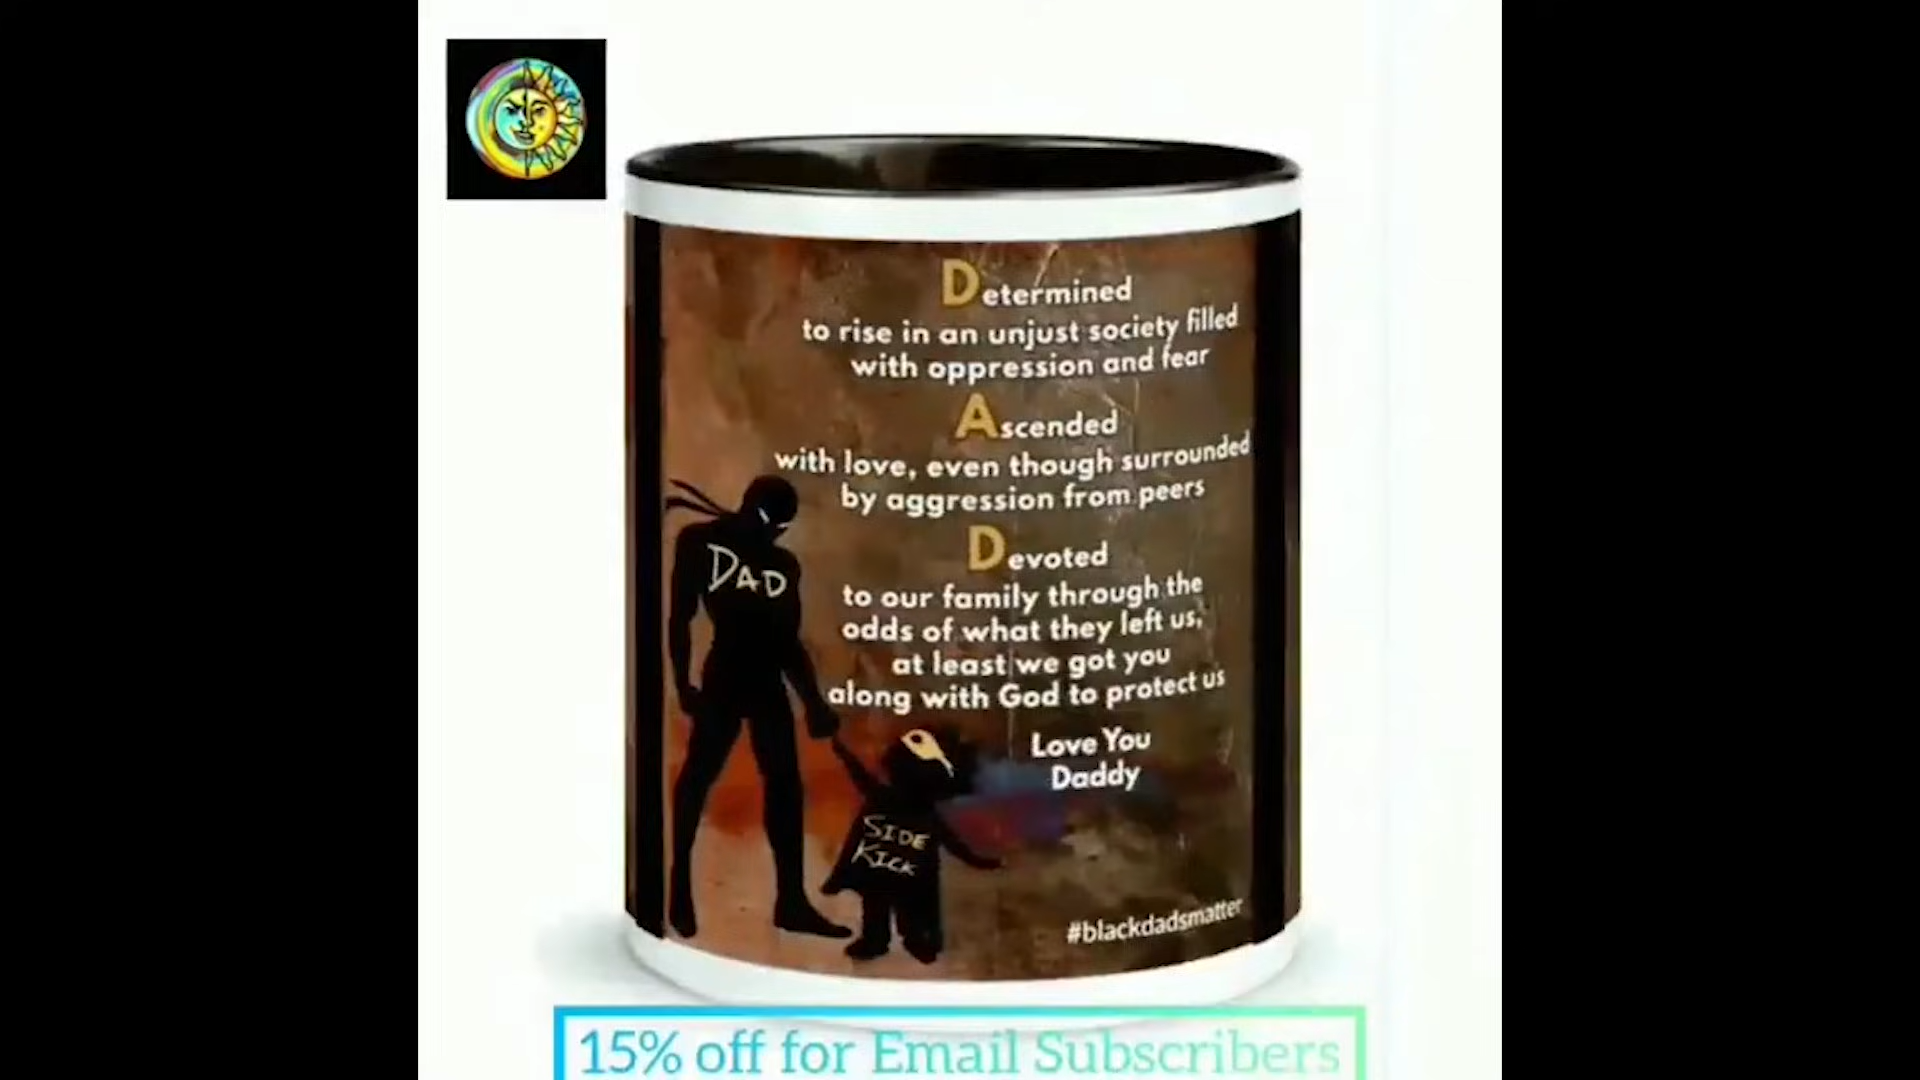 Determined
to rise in an unjust society filled
with oppression and fear
Ascended
with love, even though surrounded
by aggression from peers
Devoted
to our family through the
odds of what they left us,
at least we got you
along with God to protect us
Love You
Daddy
DAD
SIDE
KICK
#blackdadsmatter
15% off for Email Subscribers